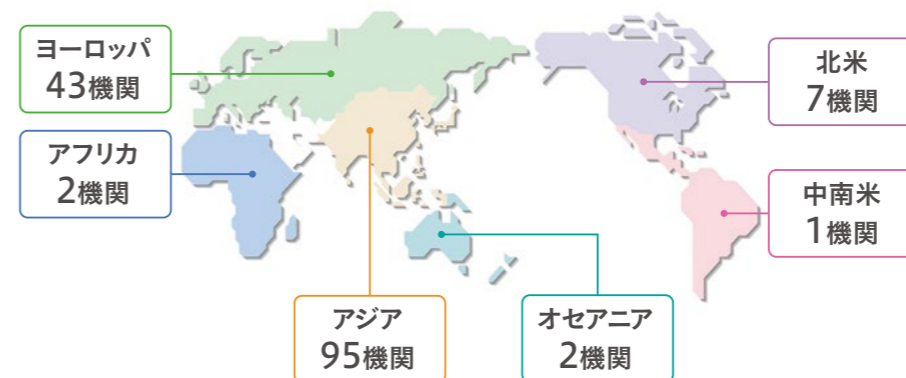 ヨーロッパ
43機関
アフリカ
2機関
アジア
95機関
オセアニア
2機関
北米
7機関
中南米
1機関